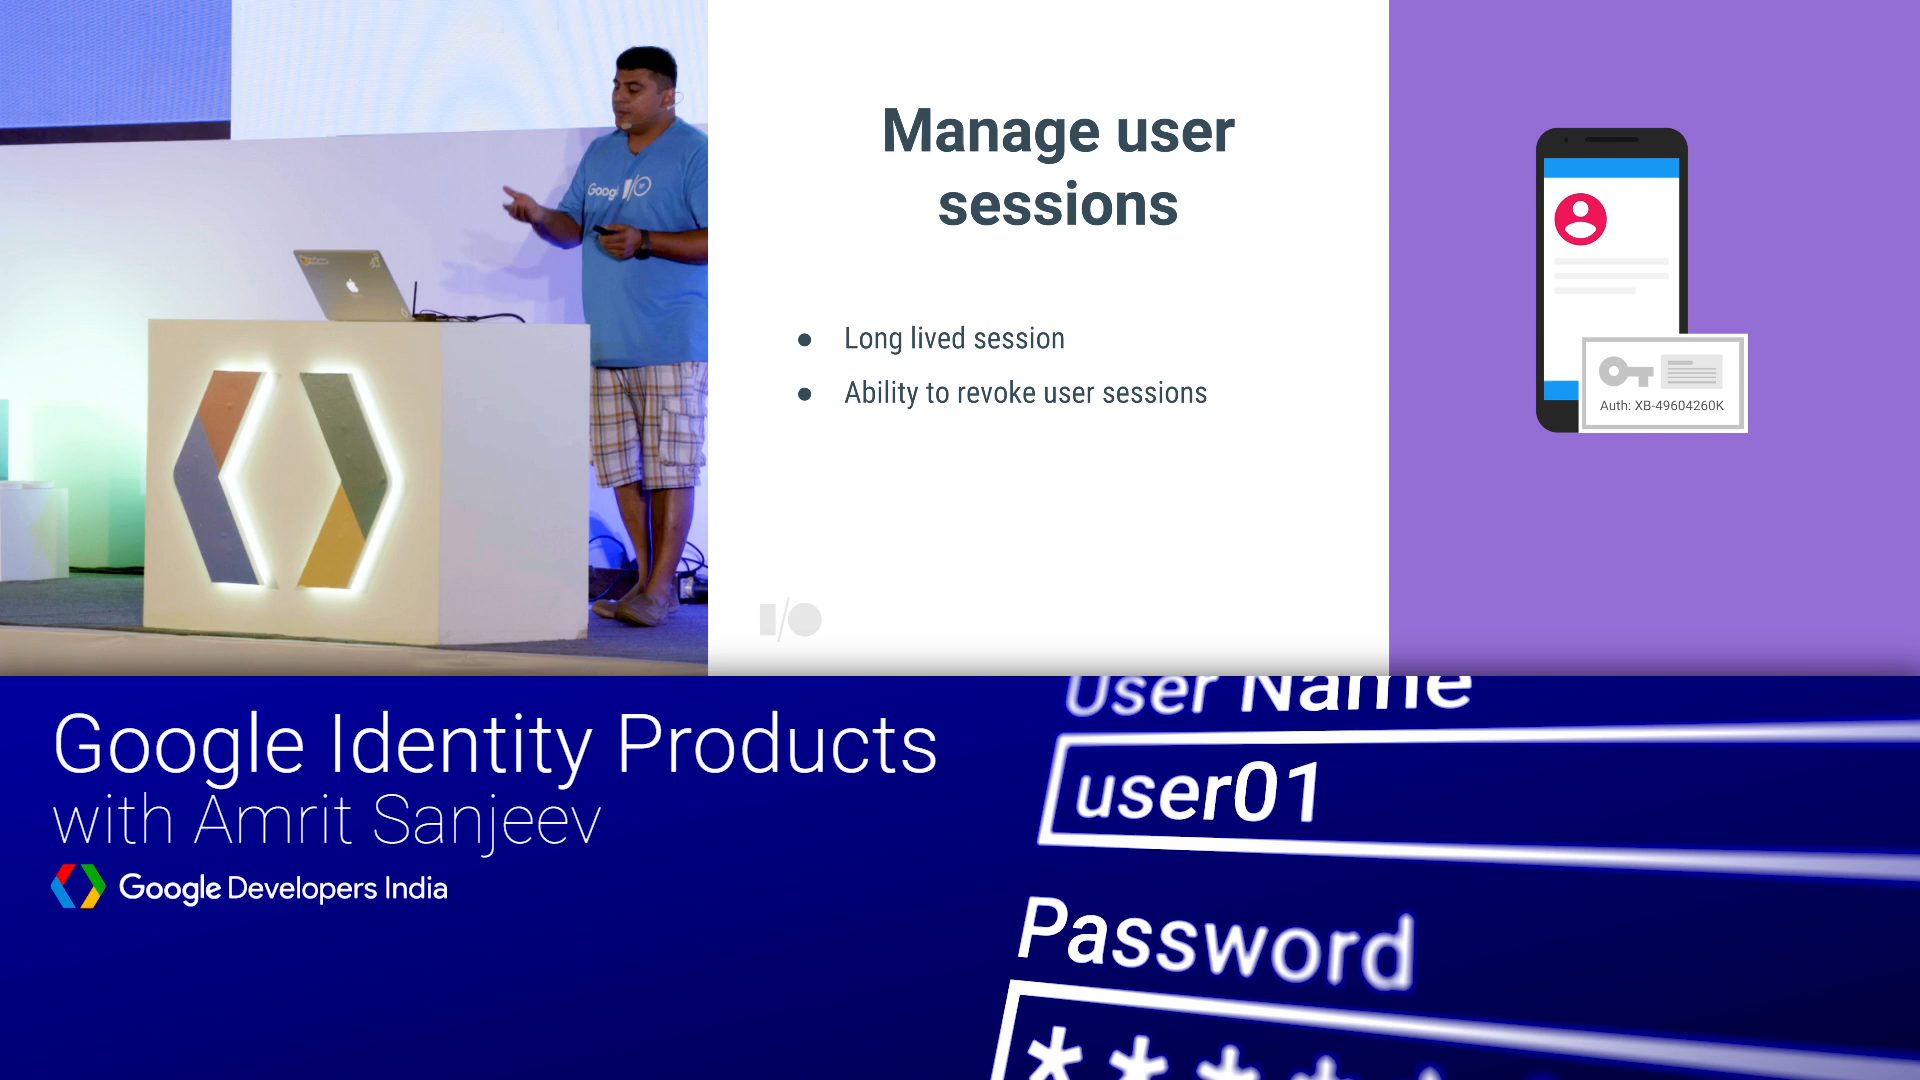 Google I/O
Manage user
sessions
● Long lived session
● Ability to revoke user sessions
Auth: XB-49604260K
I/O
Google Identity Products
with Amrit Sanjeev
Google Developers India
User Name
user01
Password
*****